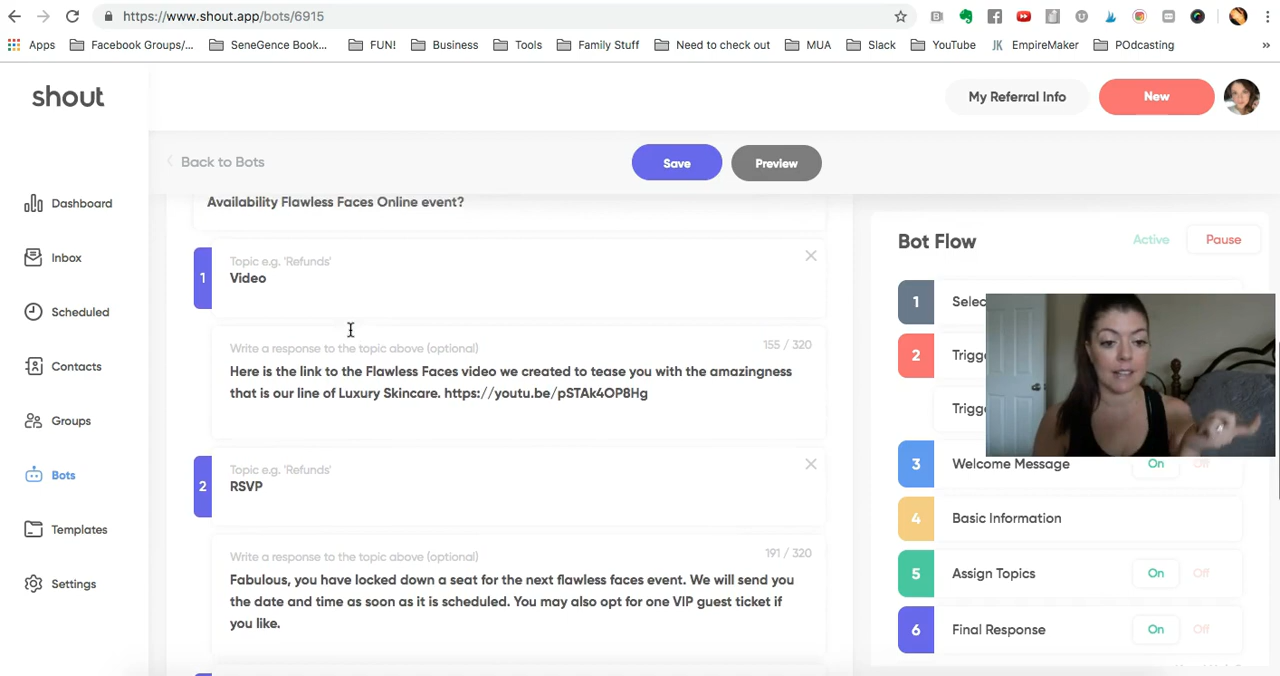 https://www.shout.app/bots/6915
Apps
Facebook Groups/...
SeneGence Book...
FUN!
Business
Tools
Family Stuff
Need to check out
MUA
Slack
YouTube
JK EmpireMaker
POdcasting
»
shout
My Referral Info
New
Back to Bots
Save
Preview
Dashboard
Inbox
Scheduled
Contacts
Groups
Bots
Templates
Settings
Availability Flawless Faces Online event?
1
Topic e.g. 'Refunds'
Video
Write a response to the topic above (optional)
155 / 320
Here is the link to the Flawless Faces video we created to tease you with the amazingness
that is our line of Luxury Skincare. https://youtu.be/pSTAk4OP8Hg
2
Topic e.g. 'Refunds'
RSVP
Write a response to the topic above (optional)
191 / 320
Fabulous, you have locked down a seat for the next flawless faces event. We will send you
the date and time as soon as it is scheduled. You may also opt for one VIP guest ticket if
you like.
Bot Flow
Active
Pause
1
Selec
2
Trigg
Trigg
3
Welcome Message
On
Off
4
Basic Information
5
Assign Topics
On
Off
6
Final Response
On
Off